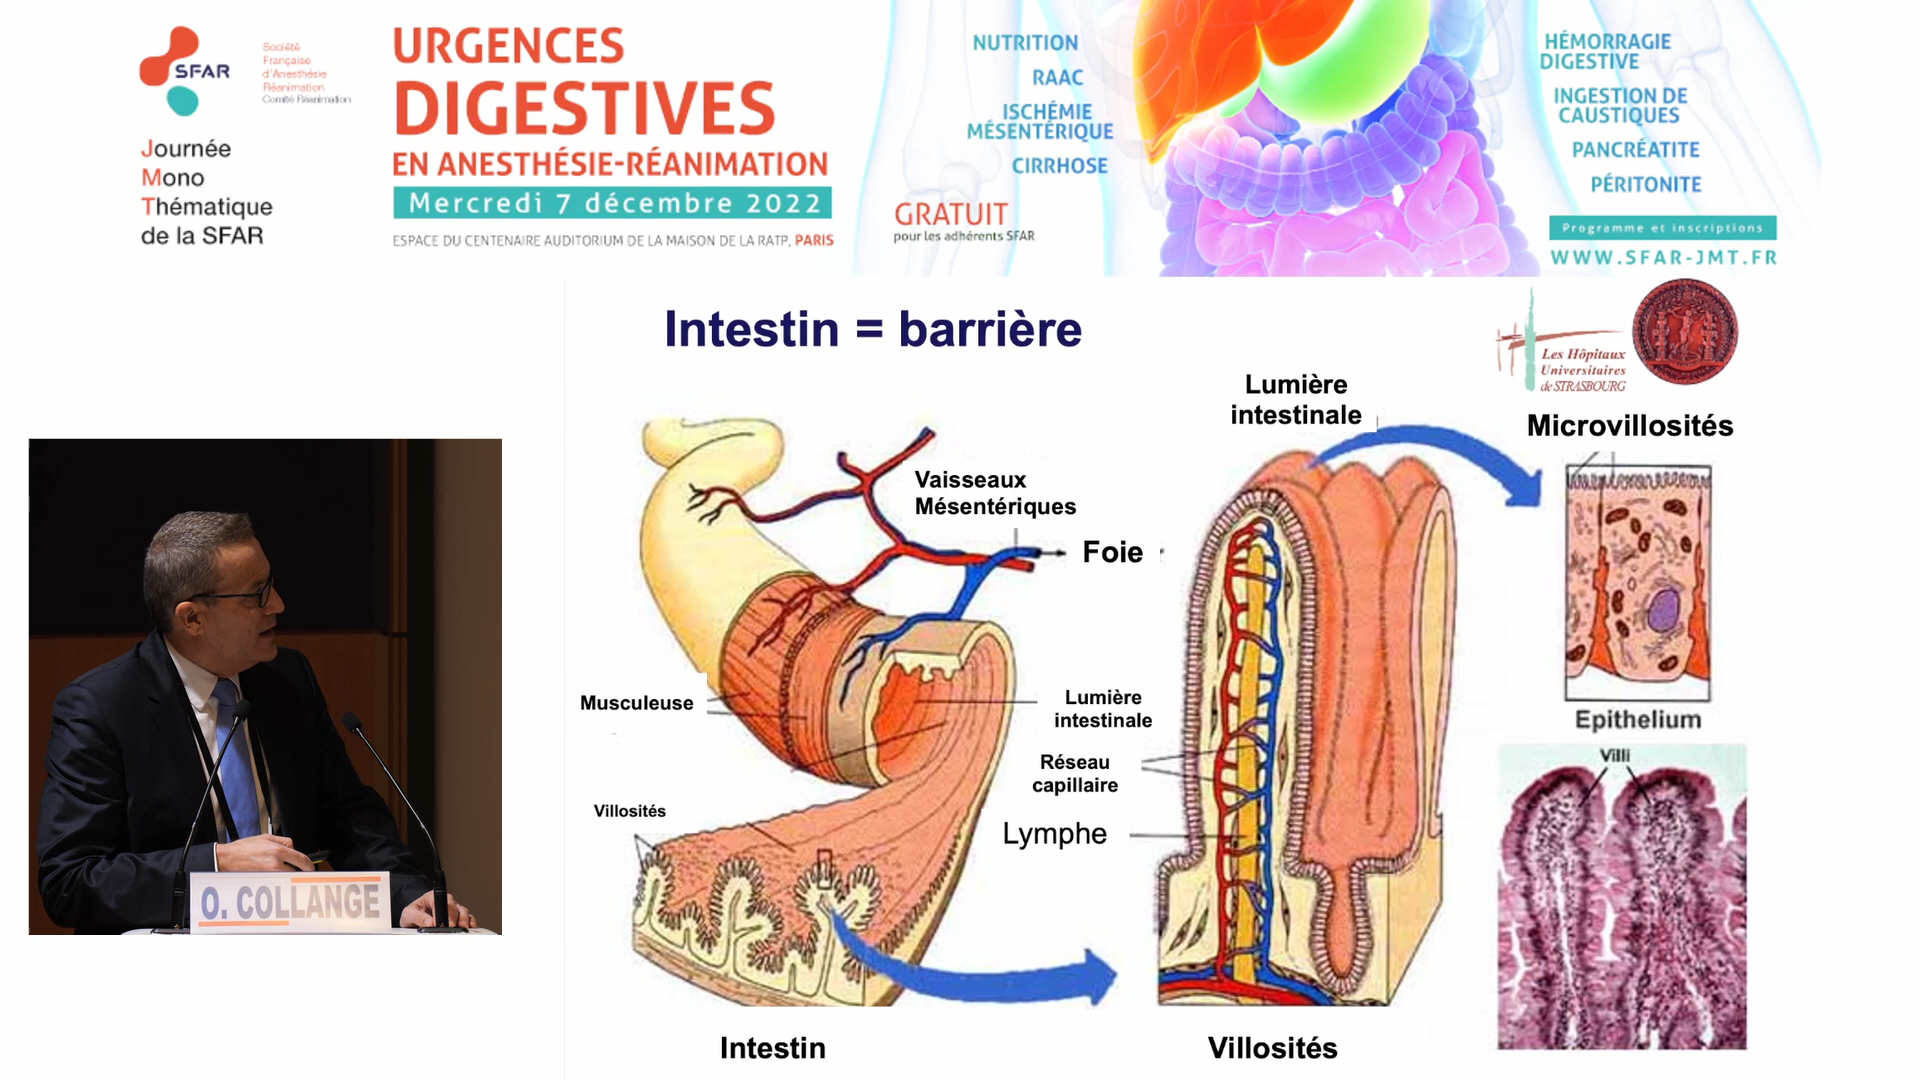 SFAR
Société
Française
d'Anesthésie
Réanimation
Comité Réanimation
Journée
Mono
Thématique
de la SFAR
URGENCES
DIGESTIVES
EN ANESTHÉSIE-RÉANIMATION
Mercredi 7 décembre 2022
ESPACE DU CENTENAIRE AUDITORIUM DE LA MAISON DE LA RATP, PARIS
NUTRITION
RAAC
ISCHÉMIE
MÉSENTÉRIQUE
CIRRHOSE
GRATUIT
pour les adhérents SFAR
HÉMORRAGIE
DIGESTIVE
INGESTION DE
CAUSTIQUES
PANCRÉATITE
PÉRITONITE
Programme et inscriptions
WWW.SFAR-JMT.FR
Intestin = barrière
Les Hôpitaux
Universitaires
de STRASBOURG
Lumière
intestinale
Microvillosités
Vaisseaux
Mésentériques
Foie
Musculeuse
Lumière
intestinale
Réseau
capillaire
Villosités
Lymphe
Epithelium
Villi
Intestin
Villosités
O. COLLANGE